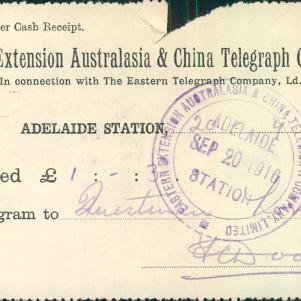 er Cash Receipt.
Extension Australasia & China Telegraph C
In connection with The Eastern Telegraph Company, Ld.
ADELAIDE STATION,
ed £ 1 - : - 3
gram to
EASTERN EXTENSION AUSTRALASIA & CHINA TELEGRAPH COMPANY, LIMITED
ADELAIDE
SEP 20 1916
STATION